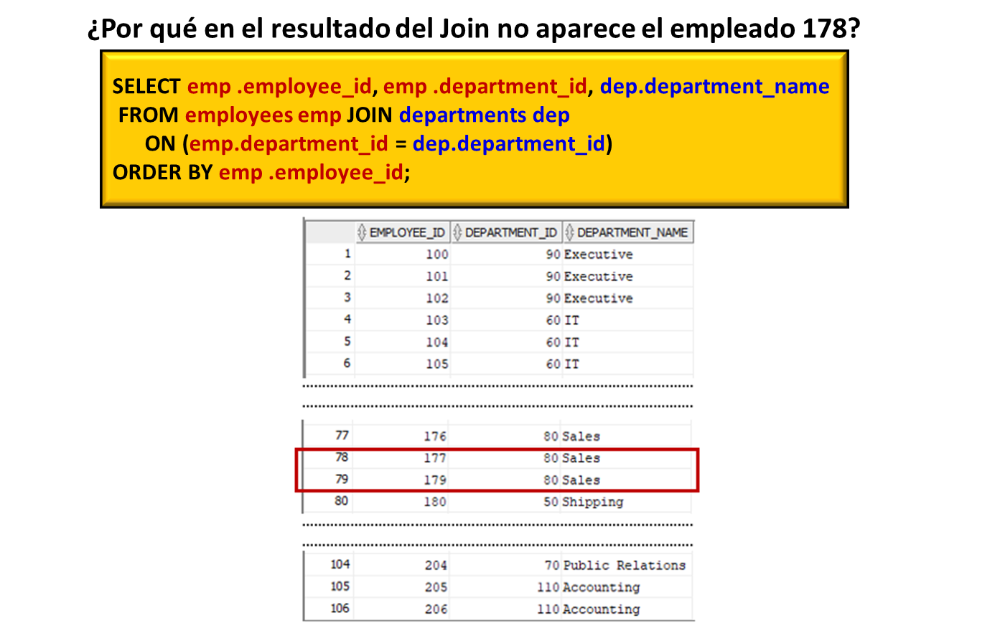 ¿Por qué en el resultado del Join no aparece el empleado 178?
SELECT emp .employee_id, emp .department_id, dep.department_name
FROM employees emp JOIN departments dep
ON (emp.department_id = dep.department_id)
ORDER BY emp .employee_id;
EMPLOYEE_ID DEPARTMENT_ID DEPARTMENT_NAME
1 100 90 Executive
2 101 90 Executive
3 102 90 Executive
4 103 60 IT
5 104 60 IT
6 105 60 IT
77 176 80 Sales
78 177 80 Sales
79 179 80 Sales
80 180 50 Shipping
104 204 70 Public Relations
105 205 110 Accounting
106 206 110 Accounting